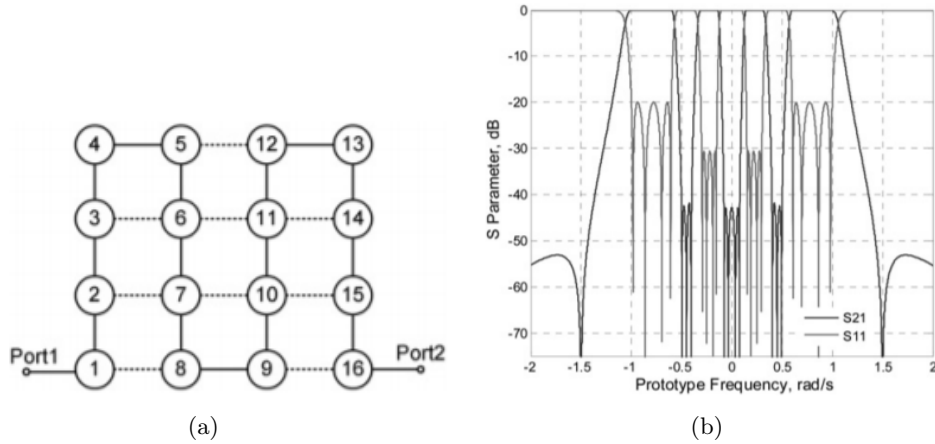 4 5 12 13
3 6 11 14
2 7 10 15
Port1 1 8 9 16 Port2
(a)
0
-10
-20
-30
-40
-50
-60
-70
S Parameter, dB
S21
S11
-2 -1.5 -1 -0.5 0 0.5 1 1.5 2
Prototype Frequency, rad/s
(b)